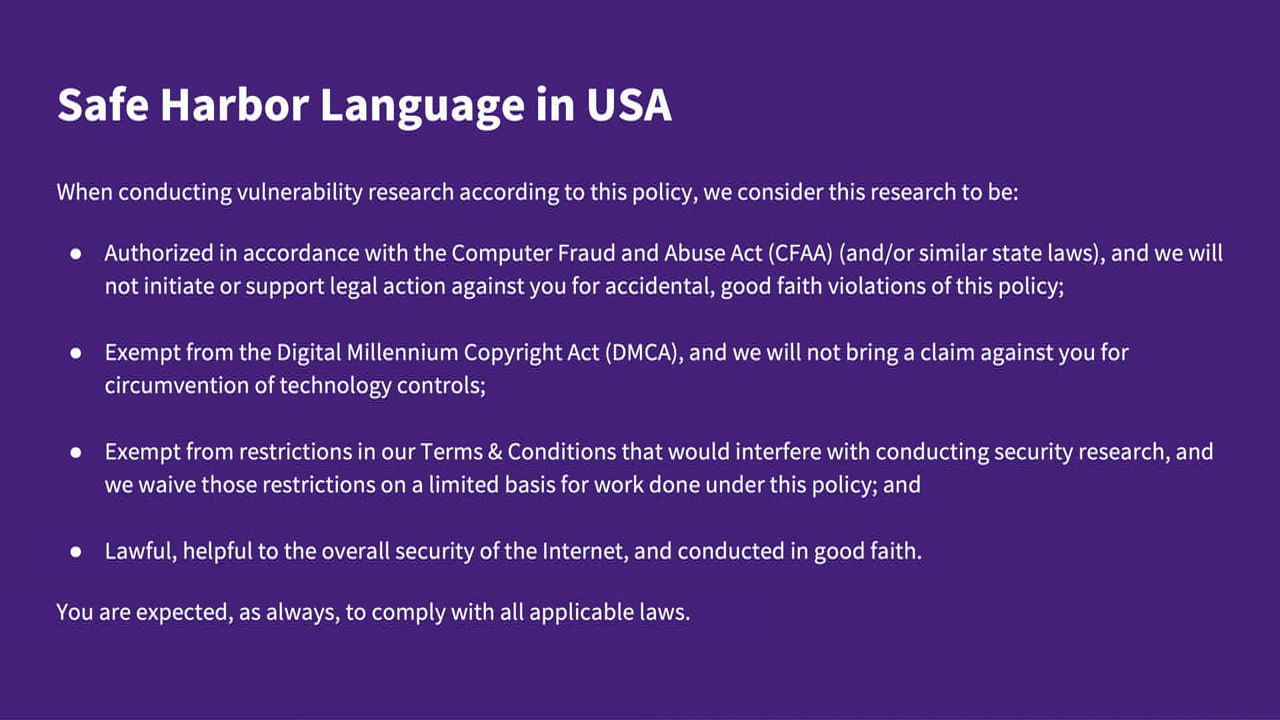 Safe Harbor Language in USA
When conducting vulnerability research according to this policy, we consider this research to be:
● Authorized in accordance with the Computer Fraud and Abuse Act (CFAA) (and/or similar state laws), and we will
not initiate or support legal action against you for accidental, good faith violations of this policy;
● Exempt from the Digital Millennium Copyright Act (DMCA), and we will not bring a claim against you for
circumvention of technology controls;
● Exempt from restrictions in our Terms & Conditions that would interfere with conducting security research, and
we waive those restrictions on a limited basis for work done under this policy; and
● Lawful, helpful to the overall security of the Internet, and conducted in good faith.
You are expected, as always, to comply with all applicable laws.